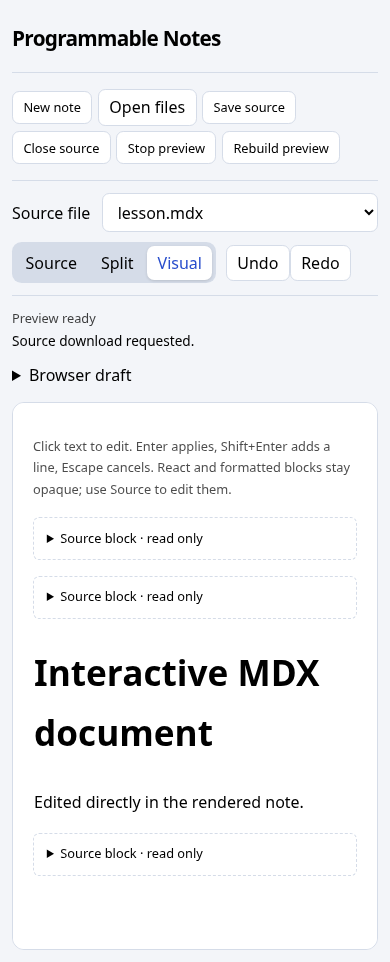 Programmable Notes
New note Open files Save source
Close source Stop preview Rebuild preview
Source file lesson.mdx
Source Split Visual Undo Redo
Preview ready
Source download requested.
Browser draft
Click text to edit. Enter applies, Shift+Enter adds a
line, Escape cancels. React and formatted blocks stay
opaque; use Source to edit them.
Source block · read only
Source block · read only
Interactive MDX
document
Edited directly in the rendered note.
Source block · read only